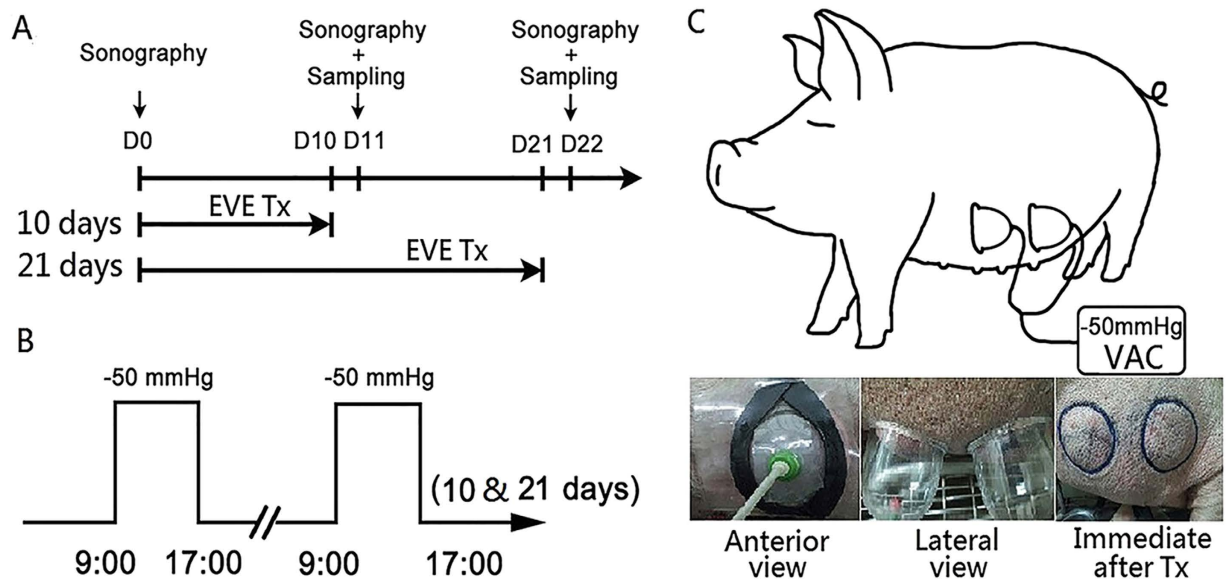 A
Sonography
Sonography
+
Sampling
Sonography
+
Sampling
D0
D10 D11
D21 D22
10 days
EVE Tx
21 days
EVE Tx
B
-50 mmHg
-50 mmHg
(10 & 21 days)
9:00
17:00
9:00
17:00
C
-50mmHg
VAC
Anterior
view
Lateral
view
Immediate
after Tx